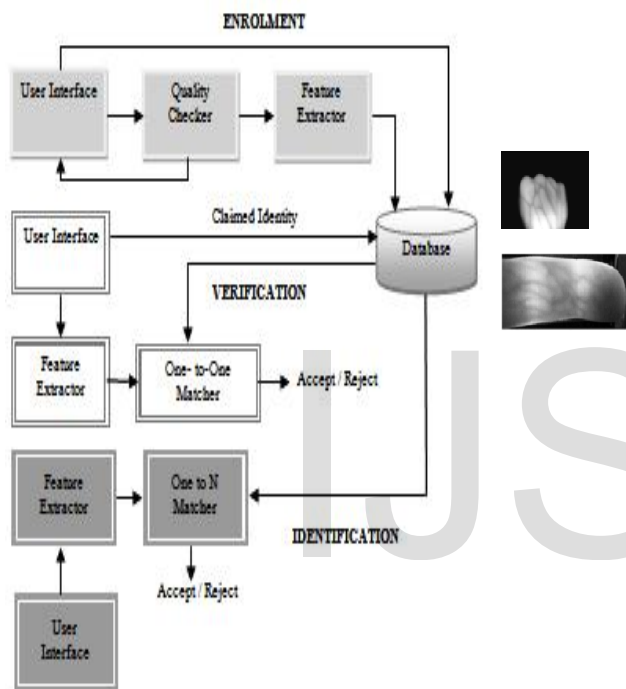 ENROLMENT
User Interface
Quality
Checker
Feature
Extractor
User Interface
Claimed Identity
Database
VERIFICATION
Feature
Extractor
One- to-One
Matcher
Accept / Reject
Feature
Extractor
One to N
Matcher
IDENTIFICATION
Accept / Reject
User
Interface
IJS